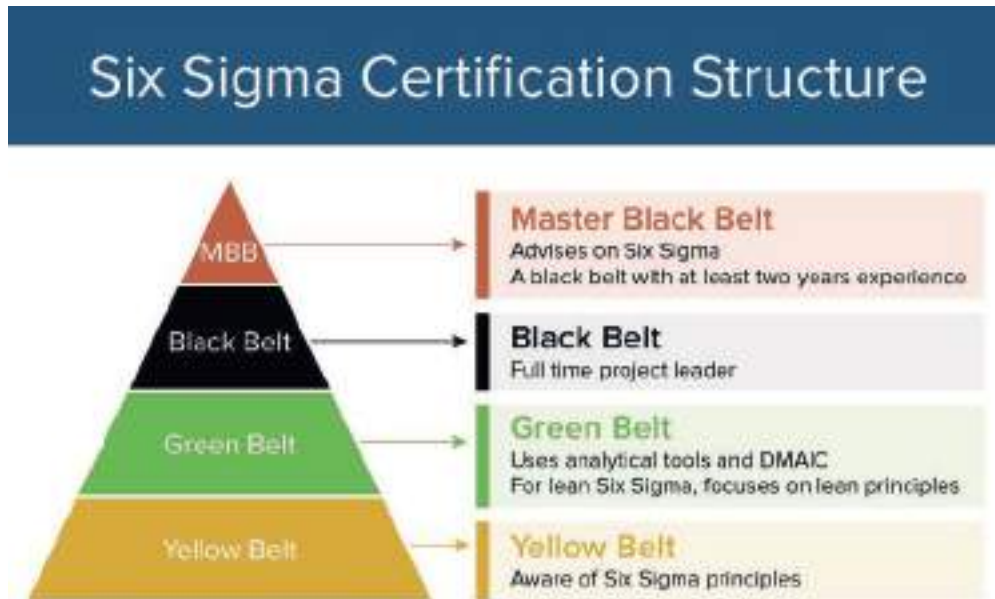 Six Sigma Certification Structure
MBB
Master Black Belt
Advises on Six Sigma
A black belt with at least two years experience
Black Belt
Black Belt
Full time project leader
Green Belt
Green Belt
Uses analytical tools and DMAIC
For lean Six Sigma, focuses on lean principles
Yellow Belt
Yellow Belt
Aware of Six Sigma principles